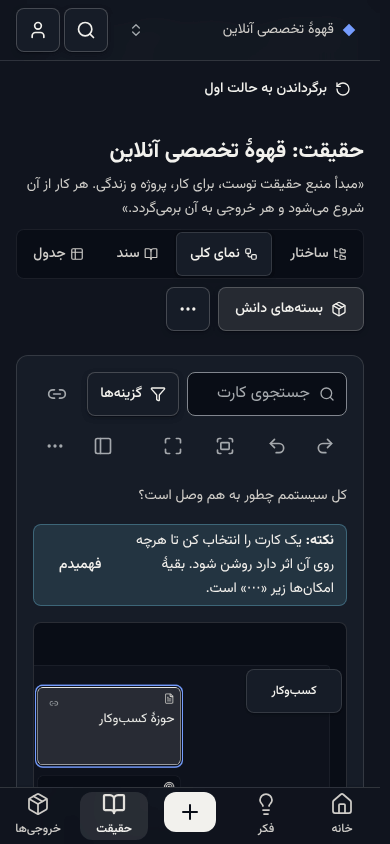 قهوهٔ تخصصی آنلاین
برگرداندن به حالت اول
حقیقت: قهوهٔ تخصصی آنلاین
«مبدأ منبع حقیقت توست، برای کار، پروژه و زندگی. هر کار از آن
شروع می‌شود و هر خروجی به آن برمی‌گردد.»
ساختار نمای کلی سند جدول
بسته‌های دانش
جستجوی کارت گزینه‌ها
کل سیستمم چطور به هم وصل است؟
نکته: یک کارت را انتخاب کن تا هرچه
روی آن اثر دارد روشن شود. بقیهٔ
امکان‌ها زیر «···» است.
فهمیدم
کسب‌وکار
حوزهٔ کسب‌وکار
خانه فکر حقیقت خروجی‌ها